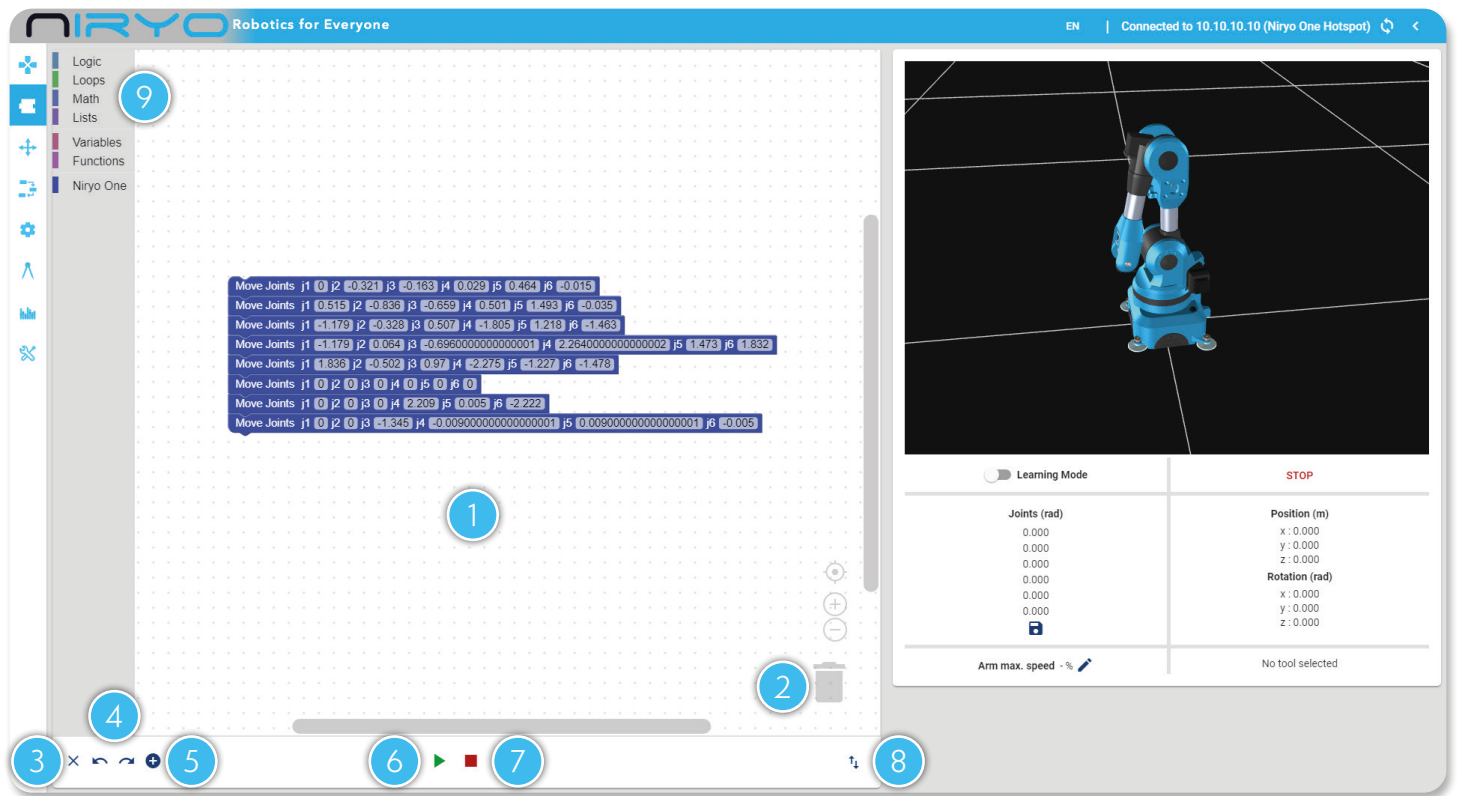 NIRYO Robotics for Everyone
EN | Connected to 10.10.10.10 (Niryo One Hotspot)
Logic
Loops
Math
Lists
Variables
Functions
Niryo One
9
Move Joints j1 0 j2 -0.321 j3 -0.163 j4 0.029 j5 0.464 j6 -0.015
Move Joints j1 0.515 j2 -0.836 j3 -0.659 j4 0.501 j5 1.493 j6 -0.035
Move Joints j1 -1.179 j2 -0.328 j3 0.507 j4 -1.805 j5 1.218 j6 -1.463
Move Joints j1 -1.179 j2 0.064 j3 -0.6960000000000001 j4 2.2640000000000002 j5 1.473 j6 1.832
Move Joints j1 1.836 j2 -0.502 j3 0.97 j4 -2.275 j5 -1.227 j6 -1.478
Move Joints j1 0 j2 0 j3 0 j4 0 j5 0 j6 0
Move Joints j1 0 j2 0 j3 0 j4 2.209 j5 0.005 j6 -2.222
Move Joints j1 0 j2 0 j3 -1.345 j4 -0.009000000000000001 j5 0.009000000000000001 j6 -0.005
1
2
4
3
5
6
7
8
Learning Mode
STOP
Joints (rad)
0.000
0.000
0.000
0.000
0.000
0.000
Position (m)
x : 0.000
y : 0.000
z : 0.000
Rotation (rad)
x : 0.000
y : 0.000
z : 0.000
Arm max. speed - %
No tool selected